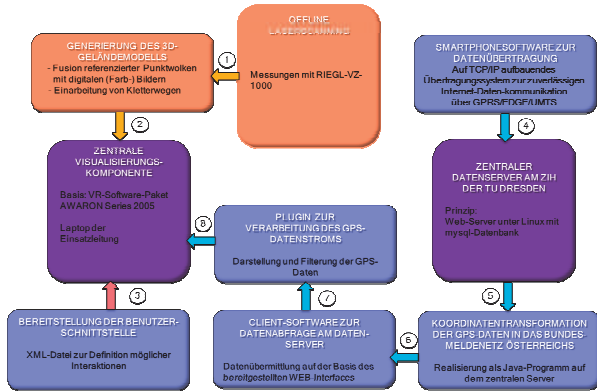 OFFLINE
LASERSCANNING
Messungen mit RIEGL-VZ-
1000
1
GENERIERUNG DES 3D-
GELÄNDEMODELLS
- Fusion referenzierter Punktwolken
mit digitalen (Farb-) Bildern
- Einarbeitung von Kletterwegen
2
ZENTRALE
VISUALISIERUNGS-
KOMPONENTE
Basis: VR-Software-Paket
AWARON Series 2005
Laptop der
Einsatzleitung
3
BEREITSTELLUNG DER BENUTZER-
SCHNITTSTELLE
XML-Datei zur Definition möglicher
Interaktionen
SMARTPHONESOFTWARE ZUR
DATENÜBERTRAGUNG
Auf TCP/IP aufbauendes
Übertragungssystem zur zuverlässigen
Internet-Daten-kommunikation
über GPRS/EDGE/UMTS
4
ZENTRALER
DATENSERVER AM ZIH
DER TU DRESDEN
Prinzip:
Web-Server unter Linux mit
mysql-Datenbank
5
KOORDINATENTRANSFORMATION
DER GPS-DATEN IN DAS BUNDES-
MELDENETZ ÖSTERREICHS
Realisierung als Java-Programm auf
dem zentralen Server
6
CLIENT-SOFTWARE ZUR
DATENABFRAGE AM DATEN-
SERVER
Datenübermittlung auf der Basis des
bereitgestellten WEB-Interfaces
7
PLUGIN ZUR
VERARBEITUNG DES GPS-
DATENSTROMS
Darstellung und Filterung der GPS-
Daten
8